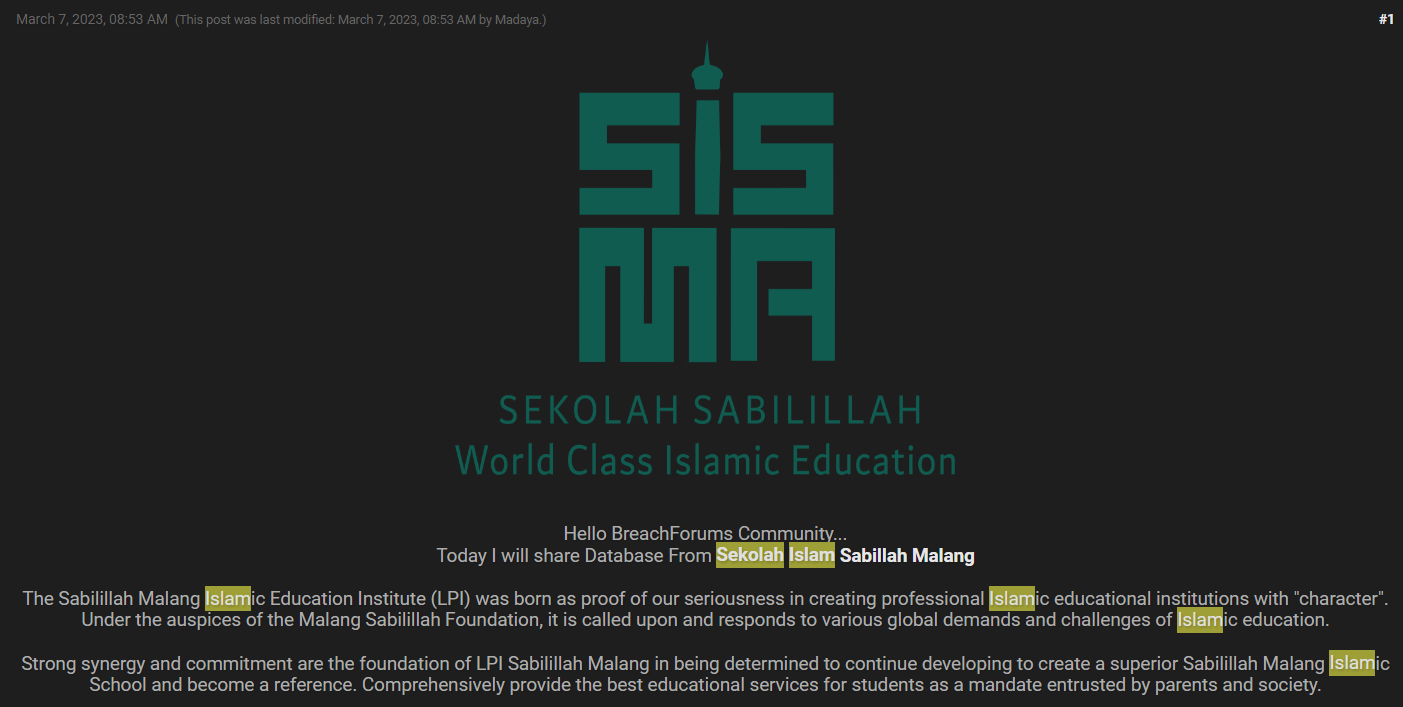 March 7, 2023, 08:53 AM (This post was last modified: March 7, 2023, 08:53 AM by Madaya.) #1
SIS
MA
SEKOLAH SABILILLAH
World Class Islamic Education
Hello BreachForums Community...
Today I will share Database From Sekolah Islam Sabillah Malang
The Sabilillah Malang Islamic Education Institute (LPI) was born as proof of our seriousness in creating professional Islamic educational institutions with "character".
Under the auspices of the Malang Sabilillah Foundation, it is called upon and responds to various global demands and challenges of Islamic education.
Strong synergy and commitment are the foundation of LPI Sabilillah Malang in being determined to continue developing to create a superior Sabilillah Malang Islamic
School and become a reference. Comprehensively provide the best educational services for students as a mandate entrusted by parents and society.